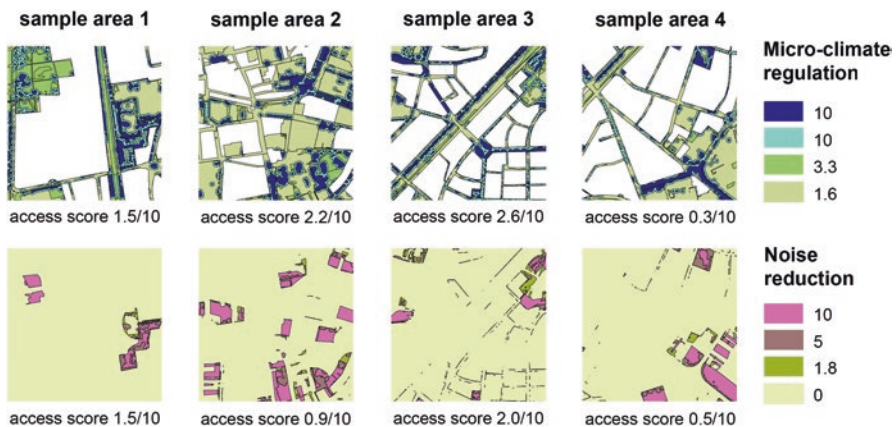 sample area 1
sample area 2
sample area 3
sample area 4
Micro-climate
regulation
10
10
3.3
1.6
access score 1.5/10
access score 2.2/10
access score 2.6/10
access score 0.3/10
Noise
reduction
10
5
1.8
0
access score 1.5/10
access score 0.9/10
access score 2.0/10
access score 0.5/10